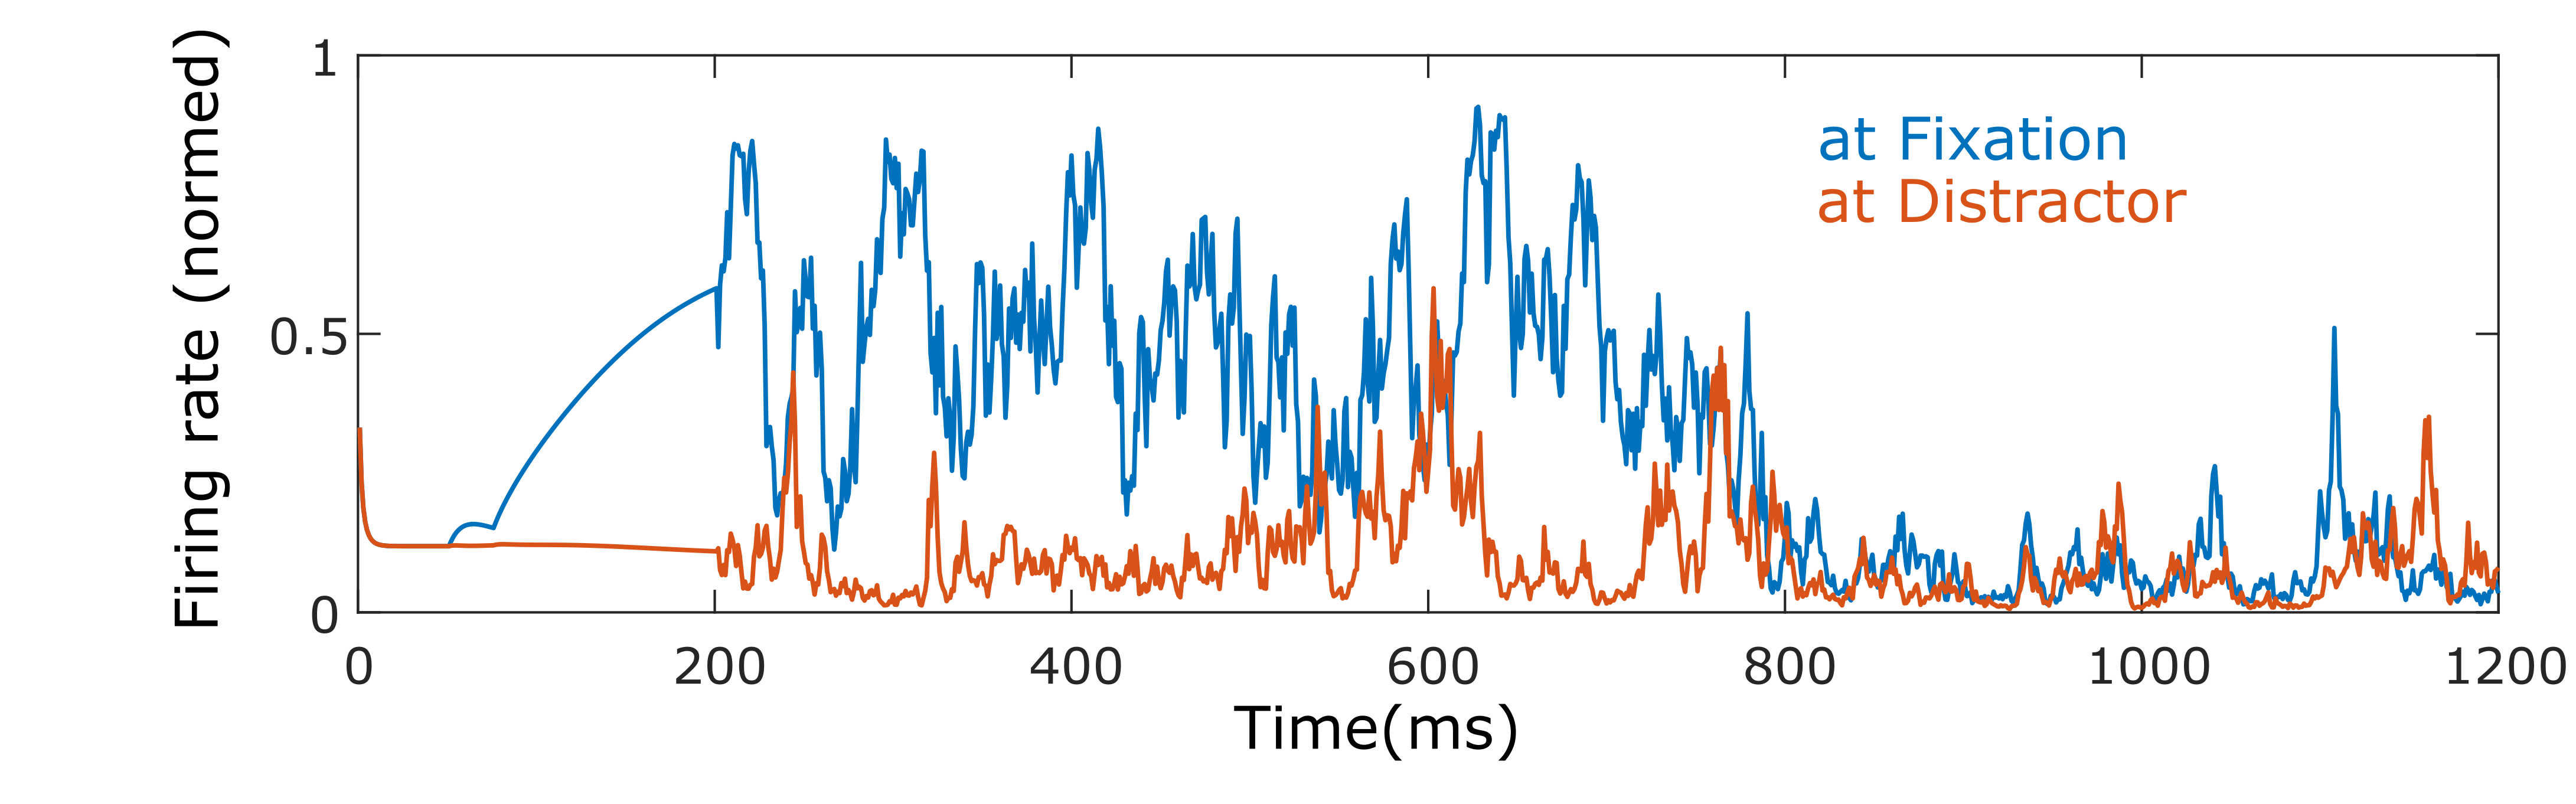 Firing rate (normed)
1
0.5
0
at Fixation
at Distractor
0 200 400 600 800 1000 1200
Time(ms)